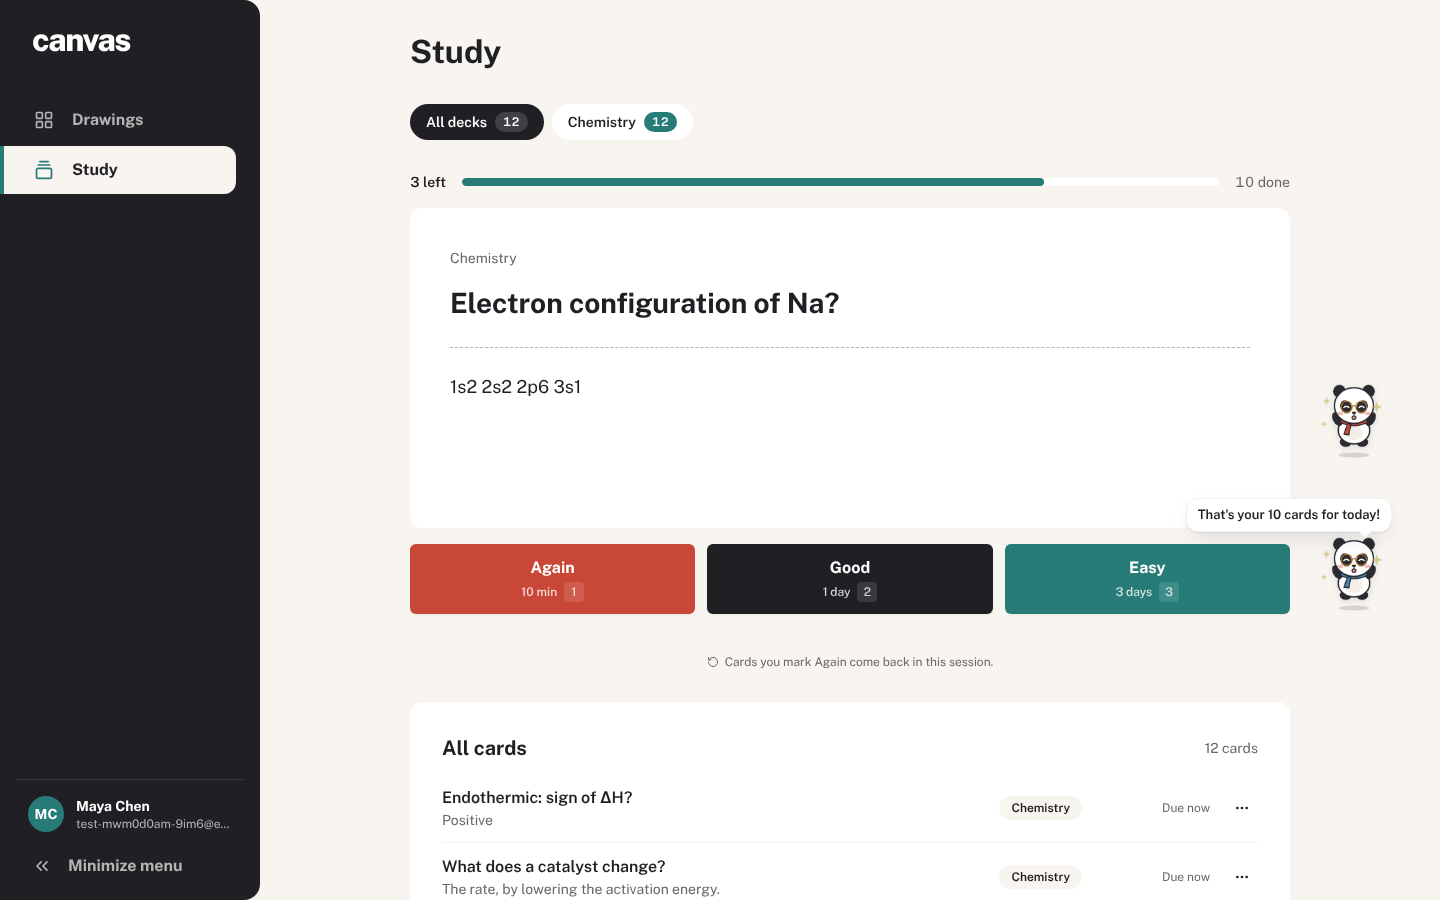 canvas
Drawings
Study
Maya Chen
test-mwm0d0am-9im6@e...
MC
Minimize menu
Study
All decks 12
Chemistry 12
3 left
10 done
Chemistry
Electron configuration of Na?
1s2 2s2 2p6 3s1
That's your 10 cards for today!
Again
10 min 1
Good
1 day 2
Easy
3 days 3
Cards you mark Again come back in this session.
All cards
12 cards
Endothermic: sign of ΔH?
Positive
Chemistry
Due now
What does a catalyst change?
The rate, by lowering the activation energy.
Chemistry
Due now